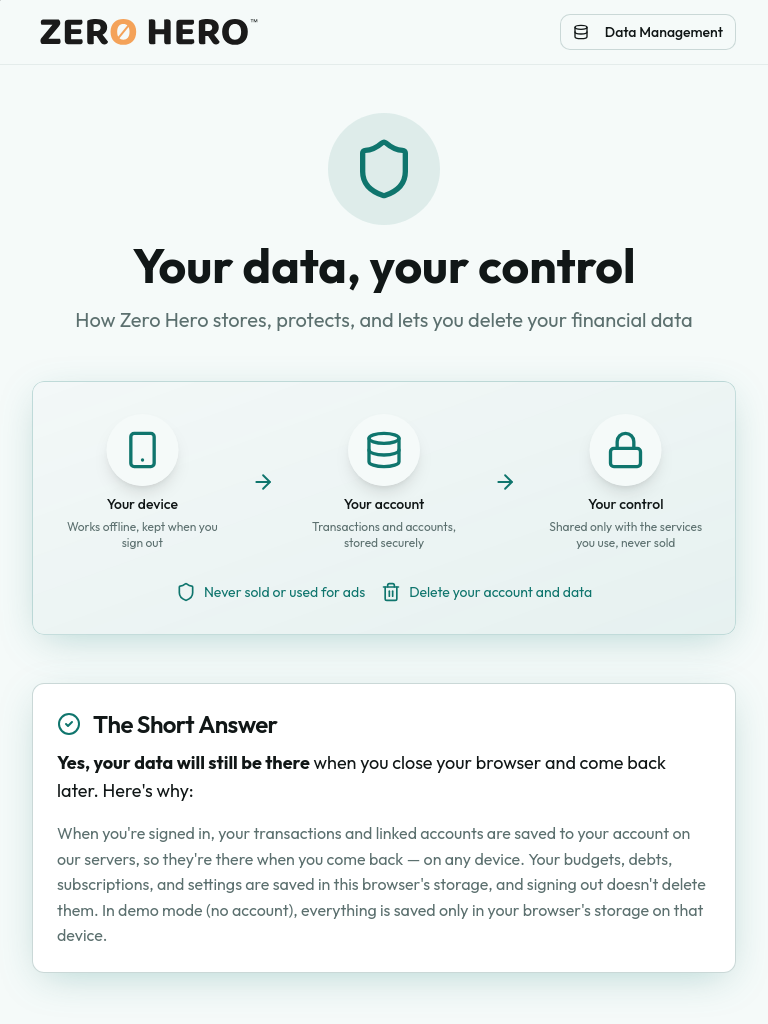 ZERO HERO™
Data Management
Your data, your control
How Zero Hero stores, protects, and lets you delete your financial data
Your device
Works offline, kept when you
sign out
Your account
Transactions and accounts,
stored securely
Your control
Shared only with the services
you use, never sold
Never sold or used for ads
Delete your account and data
The Short Answer
Yes, your data will still be there when you close your browser and come back
later. Here's why:
When you're signed in, your transactions and linked accounts are saved to your account on
our servers, so they're there when you come back — on any device. Your budgets, debts,
subscriptions, and settings are saved in this browser's storage, and signing out doesn't delete
them. In demo mode (no account), everything is saved only in your browser's storage on that
device.